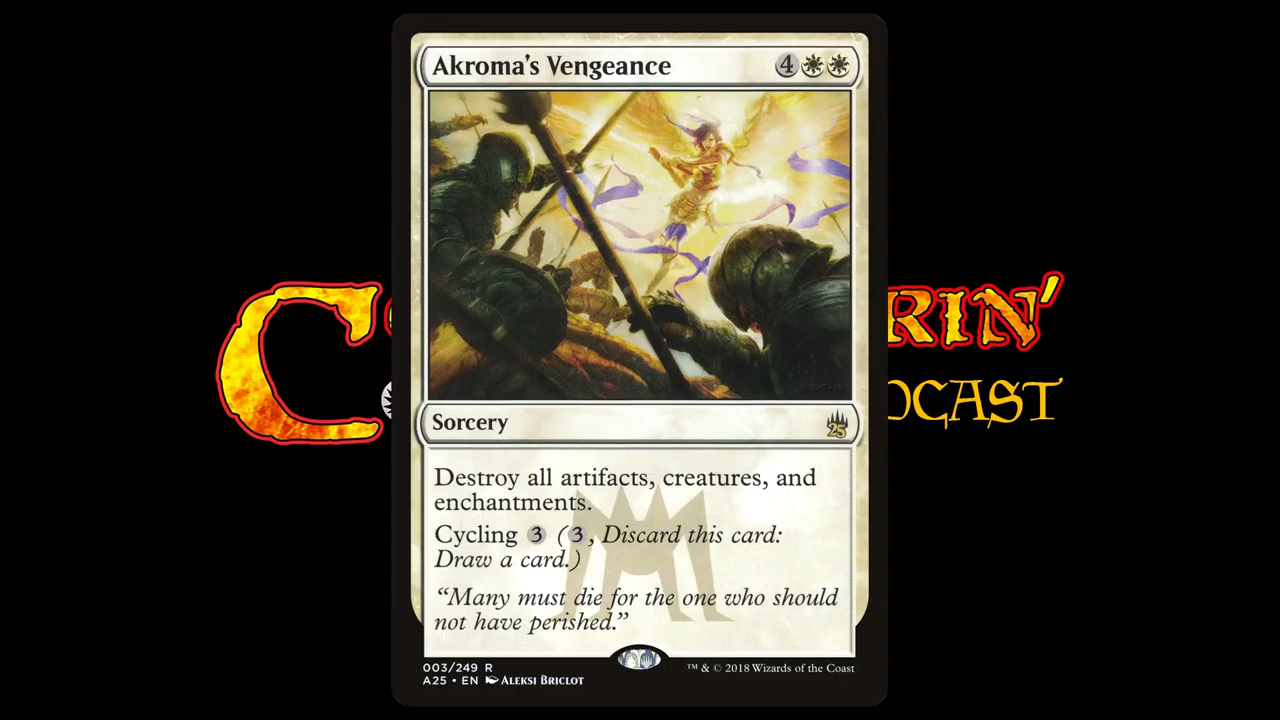 Akroma's Vengeance 4
Sorcery
25
Destroy all artifacts, creatures, and
enchantments.
Cycling 3 (3, Discard this card:
Draw a card.)
“Many must die for the one who should
not have perished.”
003/249 R
™ & © 2018 Wizards of the Coast
A25 • EN Aleksi Briclot